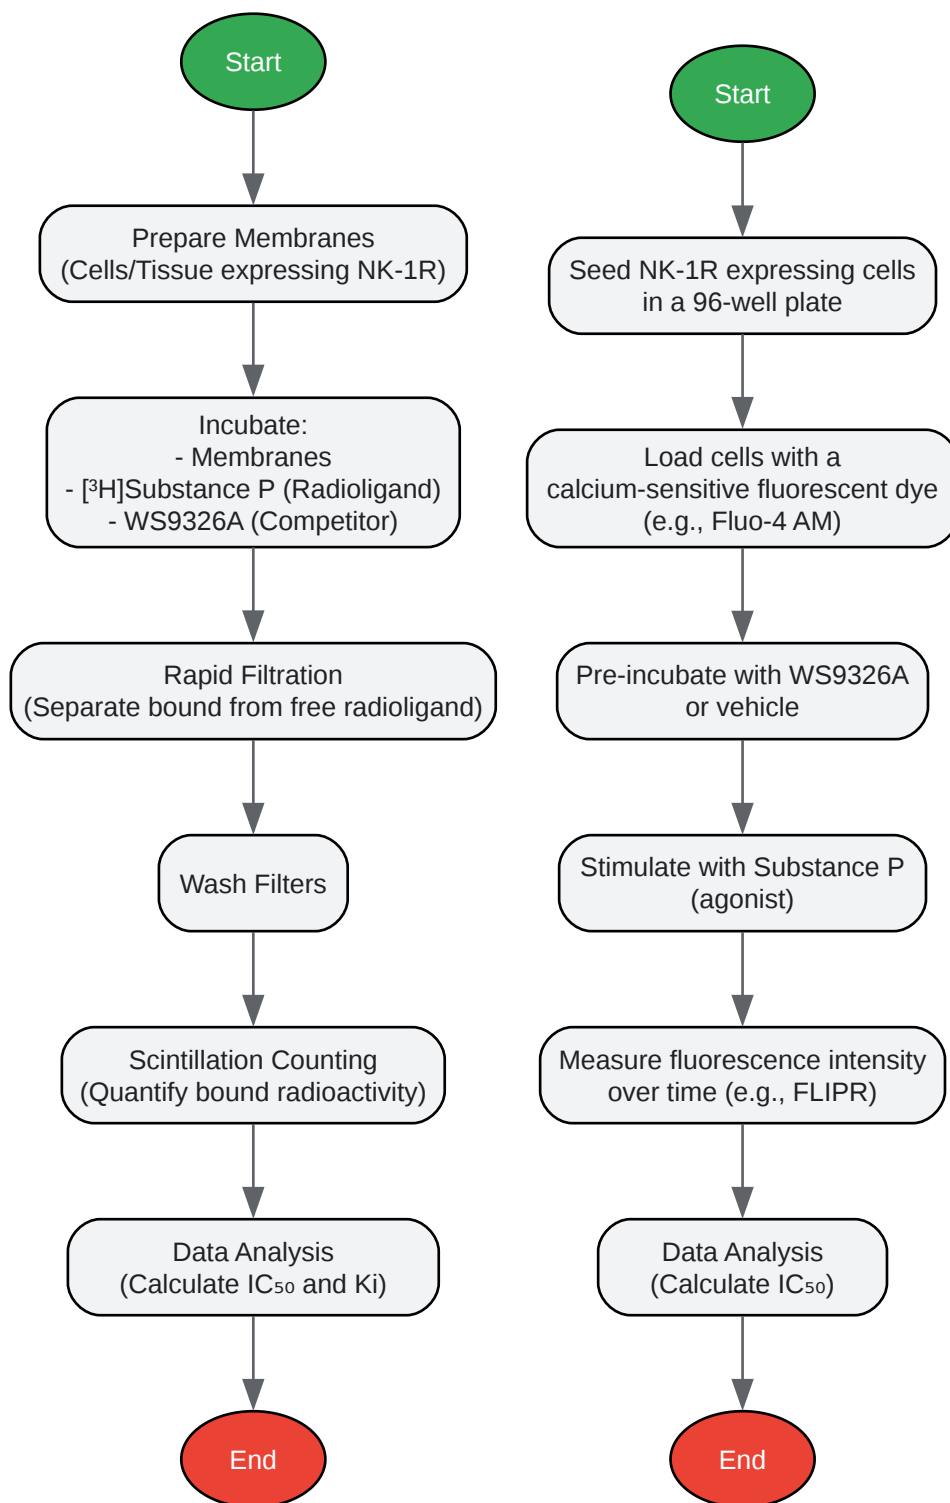 Start
Prepare Membranes
(Cells/Tissue expressing NK-1R)
Incubate:
- Membranes
- [³H]Substance P (Radioligand)
- WS9326A (Competitor)
Rapid Filtration
(Separate bound from free radioligand)
Wash Filters
Scintillation Counting
(Quantify bound radioactivity)
Data Analysis
(Calculate IC₅₀ and Ki)
End
Start
Seed NK-1R expressing cells
in a 96-well plate
Load cells with a
calcium-sensitive fluorescent dye
(e.g., Fluo-4 AM)
Pre-incubate with WS9326A
or vehicle
Stimulate with Substance P
(agonist)
Measure fluorescence intensity
over time (e.g., FLIPR)
Data Analysis
(Calculate IC₅₀)
End